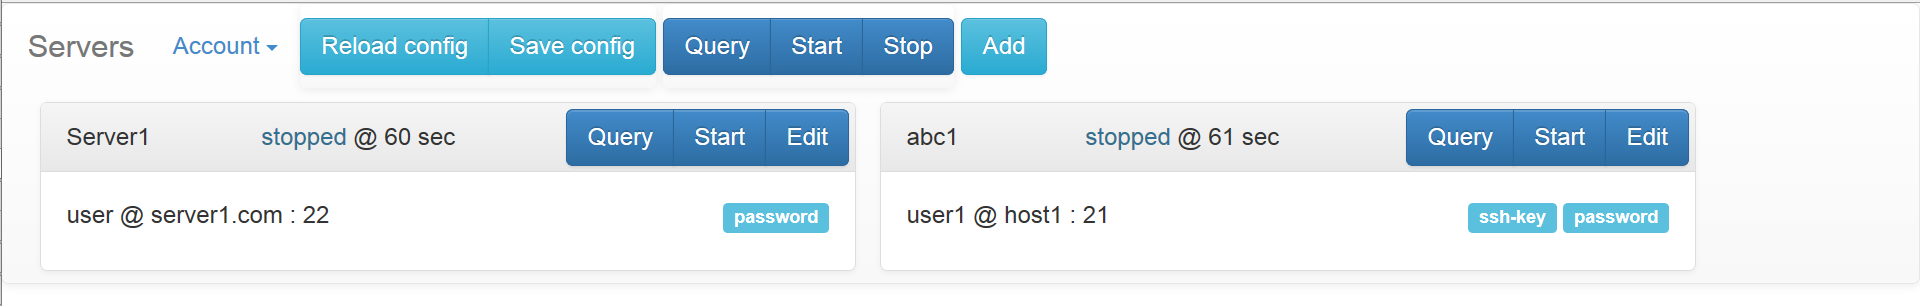 Servers Account Reload config Save config Query Start Stop Add
Server1 stopped @ 60 sec Query Start Edit
user @ server1.com : 22 password
abc1 stopped @ 61 sec Query Start Edit
user1 @ host1 : 21 ssh-key password